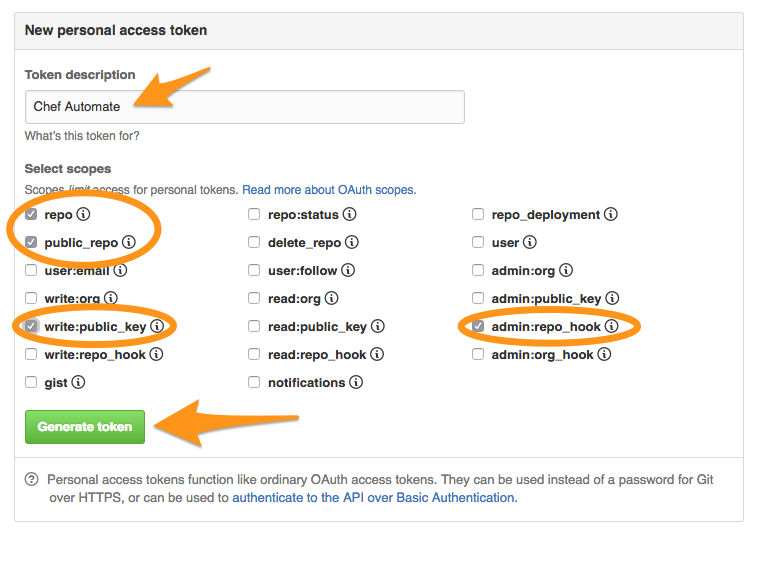 New personal access token
Token description
Chef Automate
What's this token for?
Select scopes
Scopes limit access for personal tokens. Read more about OAuth scopes.
repo repo:status repo_deployment
public_repo delete_repo user
user:email user:follow admin:org
write:org read:org admin:public_key
write:public_key read:public_key admin:repo_hook
write:repo_hook read:repo_hook admin:org_hook
gist notifications
Generate token
Personal access tokens function like ordinary OAuth access tokens. They can be used instead of a password for Git
over HTTPS, or can be used to authenticate to the API over Basic Authentication.